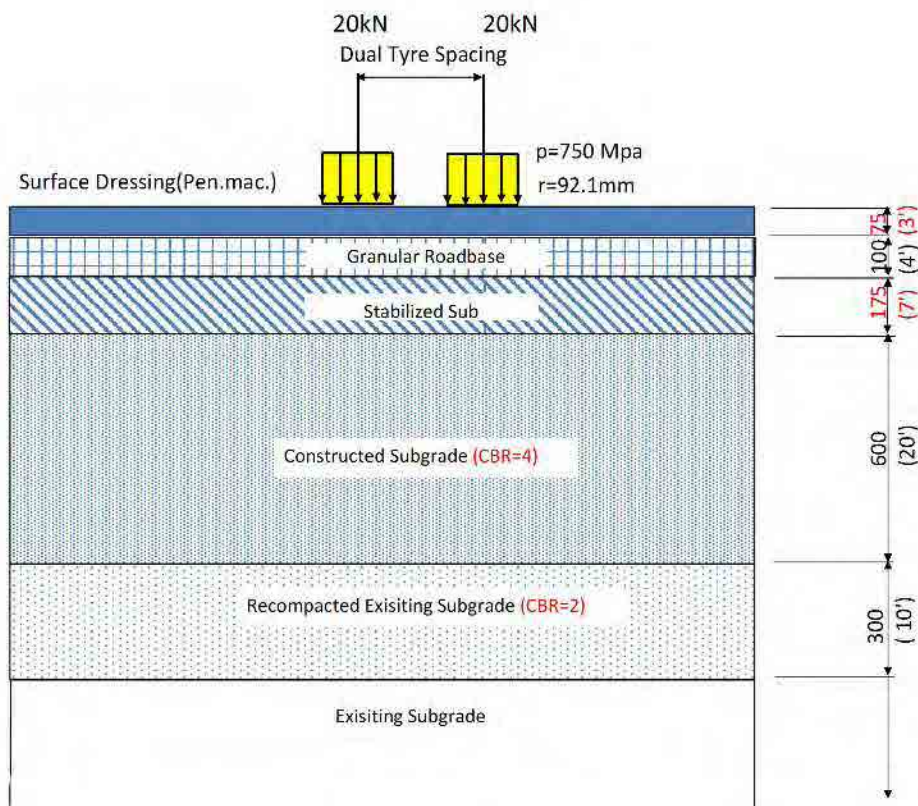 20kN 20kN
Dual Tyre Spacing
p=750 Mpa
r=92.1mm
Surface Dressing(Pen.mac.)
75
(3')
Granular Roadbase
100
(4')
Stabilized Sub
175
(7')
Constructed Subgrade (CBR=4)
600
(20')
Recompacted Exisiting Subgrade (CBR=2)
300
( 10')
Exisiting Subgrade